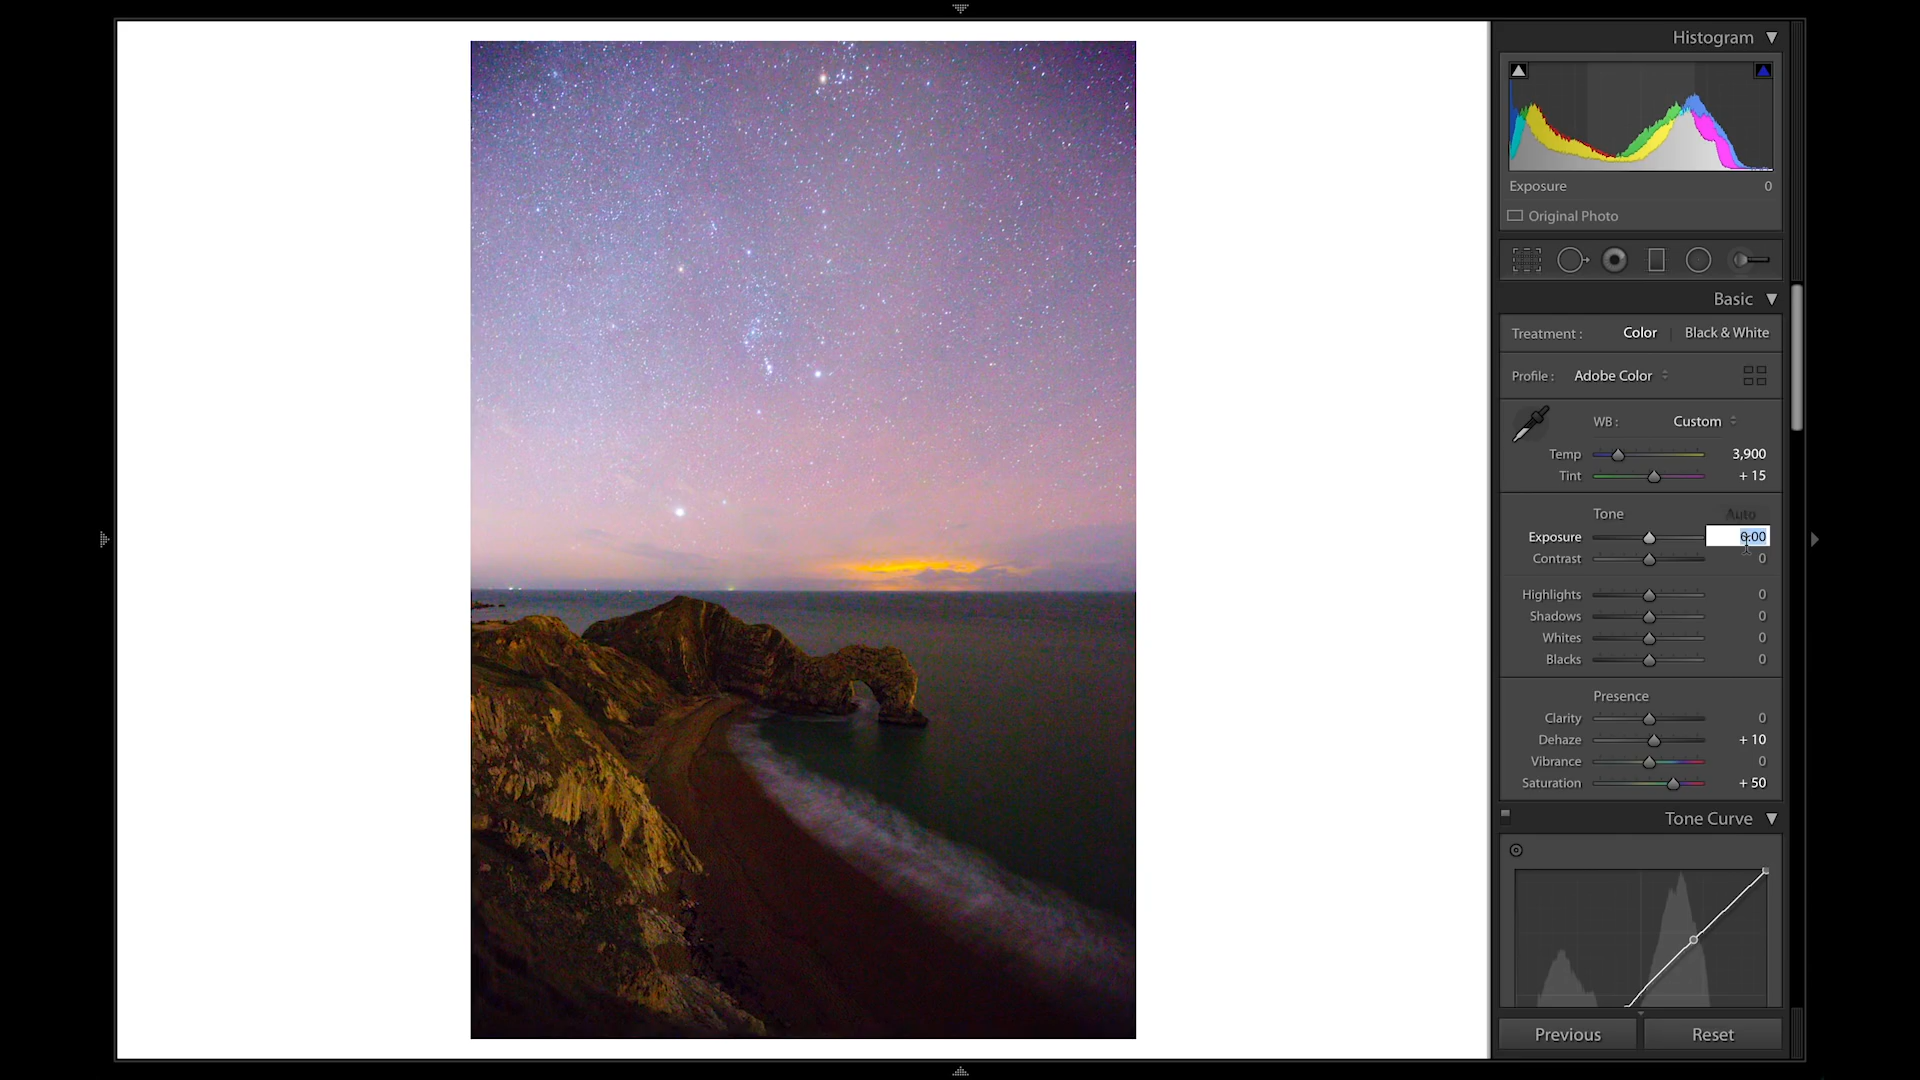 Histogram
Exposure 0
Original Photo
Basic
Treatment : Color Black & White
Profile : Adobe Color
WB : Custom
Temp 3,900
Tint + 15
Tone Auto
Exposure 0.00
Contrast 0
Highlights 0
Shadows 0
Whites 0
Blacks 0
Presence
Clarity 0
Dehaze + 10
Vibrance 0
Saturation + 50
Tone Curve
Previous Reset